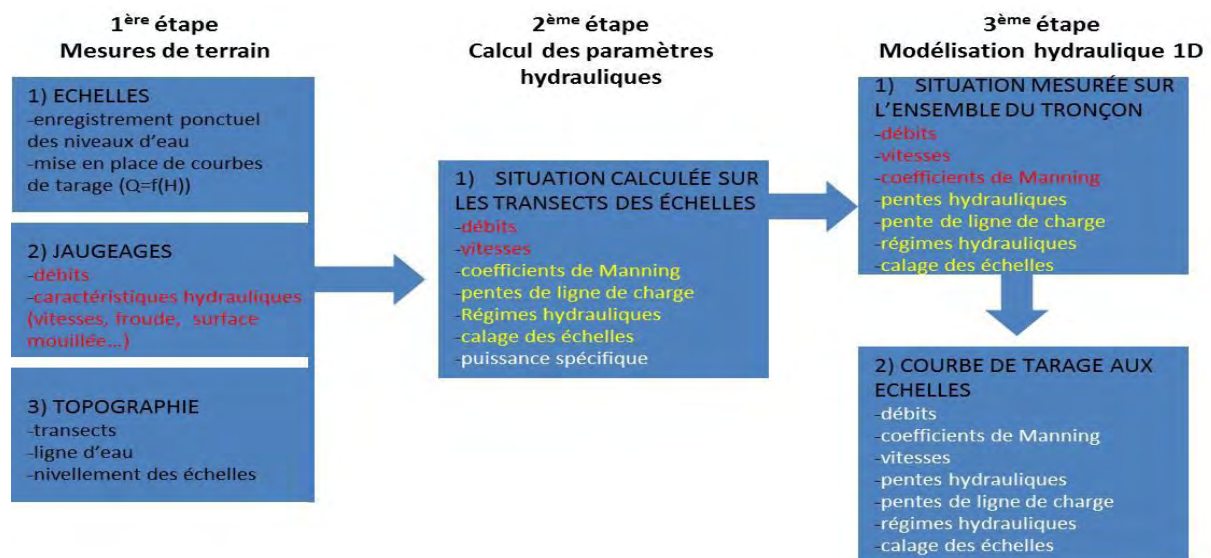 1ère étape
Mesures de terrain
1) ECHELLES
-enregistrement ponctuel
des niveaux d'eau
-mise en place de courbes
de tarage (Q=f(H))
2) JAUGEAGES
-débits
-caractéristiques hydrauliques
(vitesses, froude, surface
mouillée...)
3) TOPOGRAPHIE
-transects
-ligne d'eau
-nivellement des échelles
2ème étape
Calcul des paramètres
hydrauliques
1) SITUATION CALCULÉE SUR
LES TRANSECTS DES ÉCHELLES
-débits
-vitesses
-coefficients de Manning
-pentes de ligne de charge
-Régimes hydrauliques
-calage des échelles
-puissance spécifique
3ème étape
Modélisation hydraulique 1D
1) SITUATION MESURÉE SUR
L'ENSEMBLE DU TRONÇON
-débits
-vitesses
-coefficients de Manning
-pentes hydrauliques
-pente de ligne de charge
-régimes hydrauliques
-calage des échelles
2) COURBE DE TARAGE AUX
ECHELLES
-débits
-coefficients de Manning
-vitesses
-pentes hydrauliques
-pentes de ligne de charge
-régimes hydrauliques
-calage des échelles